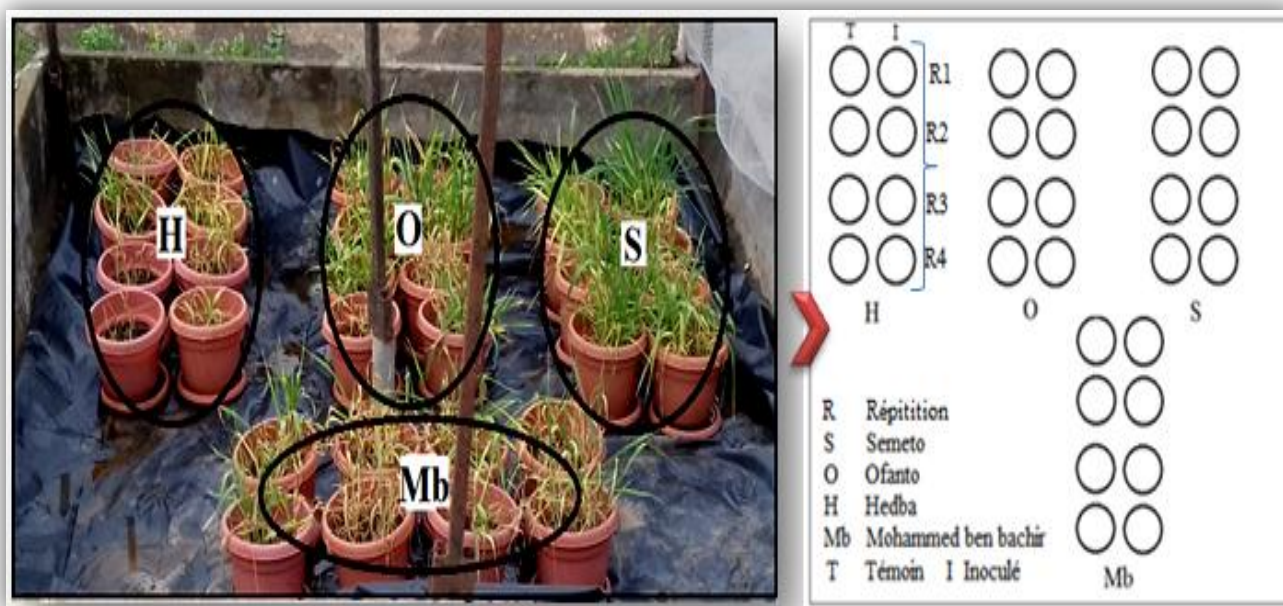 H
O
S
Mb
T I
R1
R2
R3
R4
H O S
R Répitition
S Semeto
O Ofanto
H Hedba
Mb Mohammed ben bachir
T Témoin I Inoculé
Mb